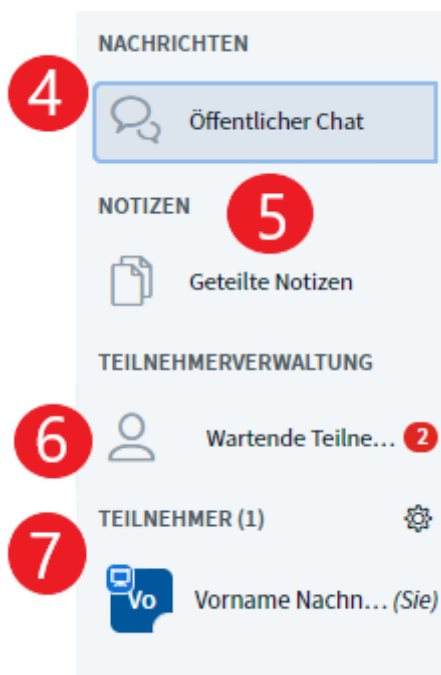 NACHRICHTEN
4
Öffentlicher Chat
NOTIZEN
5
Geteilte Notizen
TEILNEHMERVERWALTUNG
6
Wartende Teilne... 2
TEILNEHMER (1)
7
Vo
Vorname Nachn... (Sie)